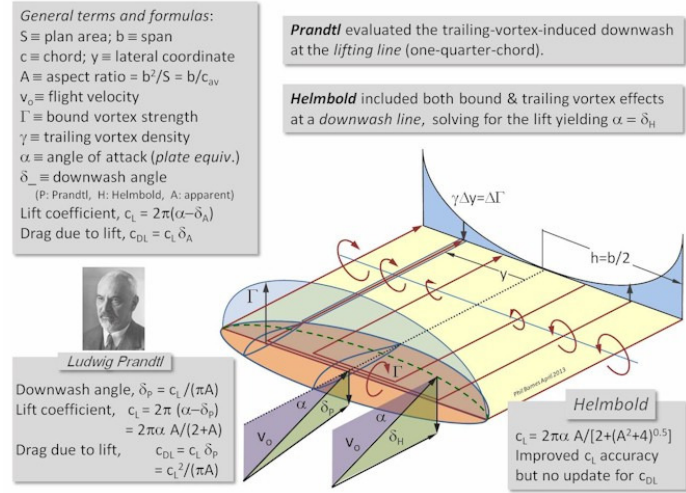 General terms and formulas:
S ≡ plan area; b ≡ span
c ≡ chord; y ≡ lateral coordinate
A ≡ aspect ratio = b²/S = b/cₐᵥ
vₒ ≡ flight velocity
Γ ≡ bound vortex strength
γ ≡ trailing vortex density
α ≡ angle of attack (plate equiv.)
δ_ ≡ downwash angle
(P: Prandtl, H: Helmbold, A: apparent)
Lift coefficient, c_L = 2π(α−δ_A)
Drag due to lift, c_DL = c_L δ_A
Prandtl evaluated the trailing-vortex-induced downwash
at the lifting line (one-quarter-chord).
Helmbold included both bound & trailing vortex effects
at a downwash line, solving for the lift yielding α = δ_H
γΔy=ΔΓ
h=b/2
y
Γ
Γ
Phil Barnes April 2013
Ludwig Prandtl
Downwash angle, δ_P = c_L /(πA)
Lift coefficient, c_L = 2π (α−δ_P)
= 2πα A/(2+A)
Drag due to lift, c_DL = c_L δ_P
= c_L²/(πA)
α
δ_P
vₒ
α
δ_H
vₒ
Helmbold
c_L = 2πα A/[2+(A²+4)^0.5]
Improved c_L accuracy
but no update for c_DL